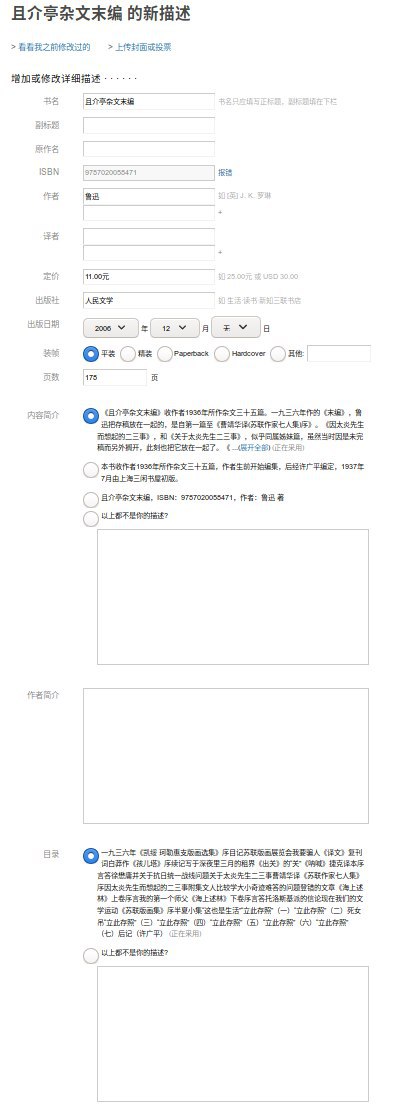 且介亭杂文末编 的新描述
> 看看我之前修改过的 > 上传封面或投票
增加或修改详细描述 · · · · · ·
书名 且介亭杂文末编 书名只应填写正标题，副标题填在下栏
副标题
原作名
ISBN 9787020058471 报错
作者 鲁迅 如 [英] J. K. 罗琳
+
译者
+
定价 11.00元 如 25.00元 或 USD 30.00
出版社 人民文学 如 生活·读书·新知三联书店
出版日期 2006 年 12 月 无 日
装帧 平装 精装 Paperback Hardcover 其他:
页数 178 页
内容简介 《且介亭杂文末编》收作者1936年所作杂文三十五篇。一九三六年作的《末编》，鲁
迅把存稿放在一起的，是自第一篇至《曹靖华译《苏联作家七人集》序》。《因太炎先生
而想起的二三事》，和《关于太炎先生二三事》，似乎同属姊妹篇，虽然当时因是未完
稿而另外搁开，此刻也把它放在一起了。《 ...(展开全部) (正在采用)
本书收作者1936年所作杂文三十五篇，作者生前开始编集，后经许广平编定，1937年
7月由上海三闲书屋初版。
且介亭杂文末编，ISBN：9787020058471，作者：鲁迅 著
以上都不是你的描述?
作者简介
目录 一九三六年《凯绥·珂勒惠支版画选集》序目记苏联版画展览会我要骗人《译文》复刊
词白莽作《孩儿塔》序续记写于深夜里三月的租界《出关》的“关”《呐喊》捷克译本序
言答徐懋庸并关于抗日统一战线问题关于太炎先生二三事曹靖华译《苏联作家七人集》
序因太炎先生而想起的二三事附集文人比较学大小奇迹难答的问题登错的文章《海上述
林》上卷序言我的第一个师父《海上述林》下卷序言答托洛斯基派的信论现在我们的文
学运动《苏联版画集》序半夏小集“这也是生活”“立此存照”（一）“立此存照”（二）死女
吊“立此存照”（三）“立此存照”（四）“立此存照”（五）“立此存照”（六）“立此存照”
（七）后记（许广平） (正在采用)
以上都不是你的描述?